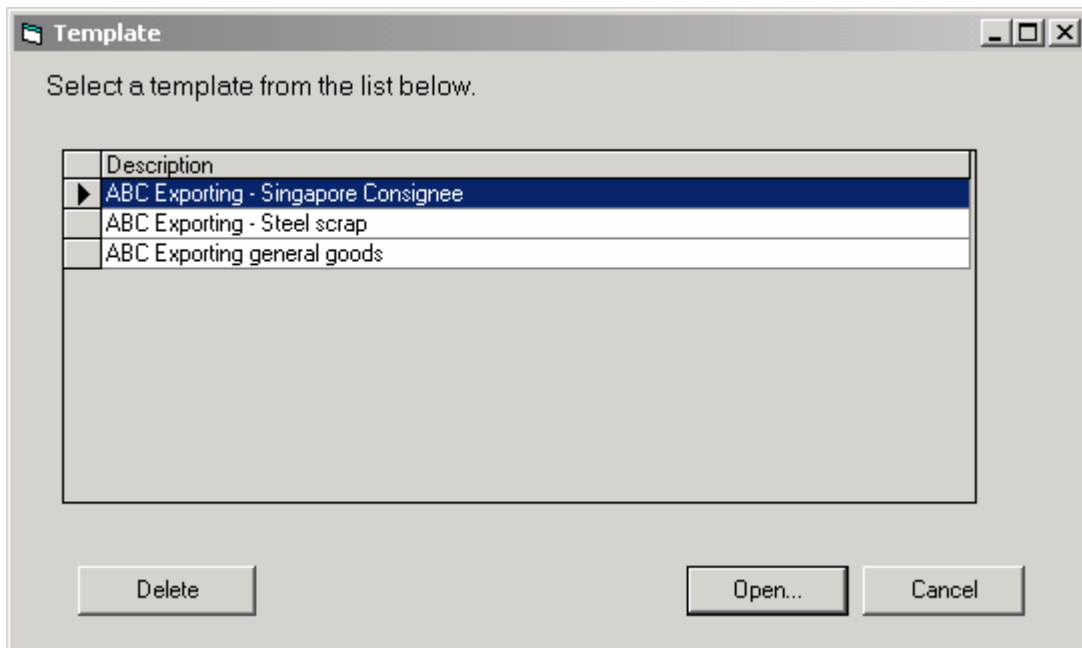 Template
Select a template from the list below.
Description
ABC Exporting - Singapore Consignee
ABC Exporting - Steel scrap
ABC Exporting general goods
Delete
Open...
Cancel